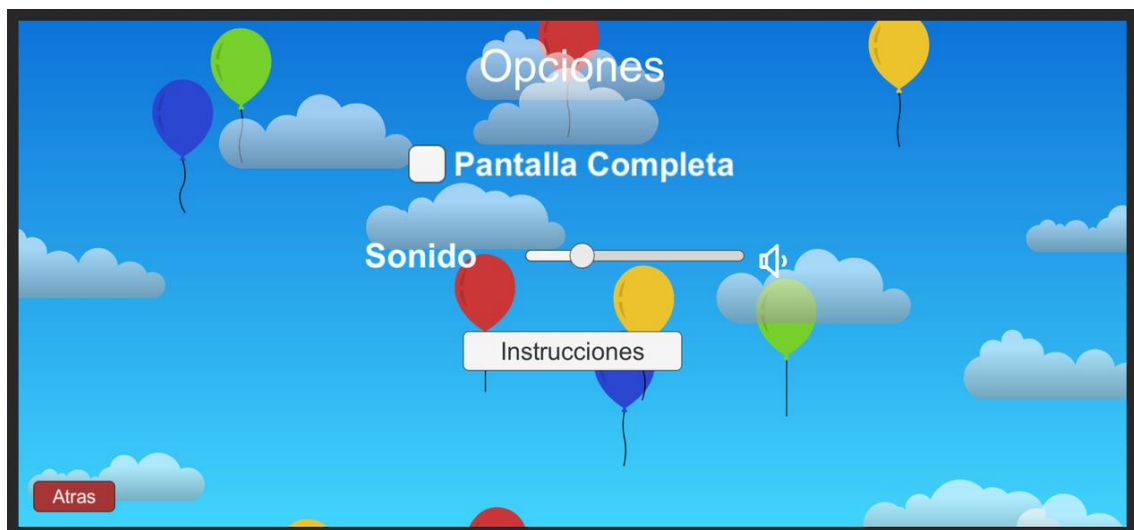 Opciones
Pantalla Completa
Sonido
Instrucciones
Atras